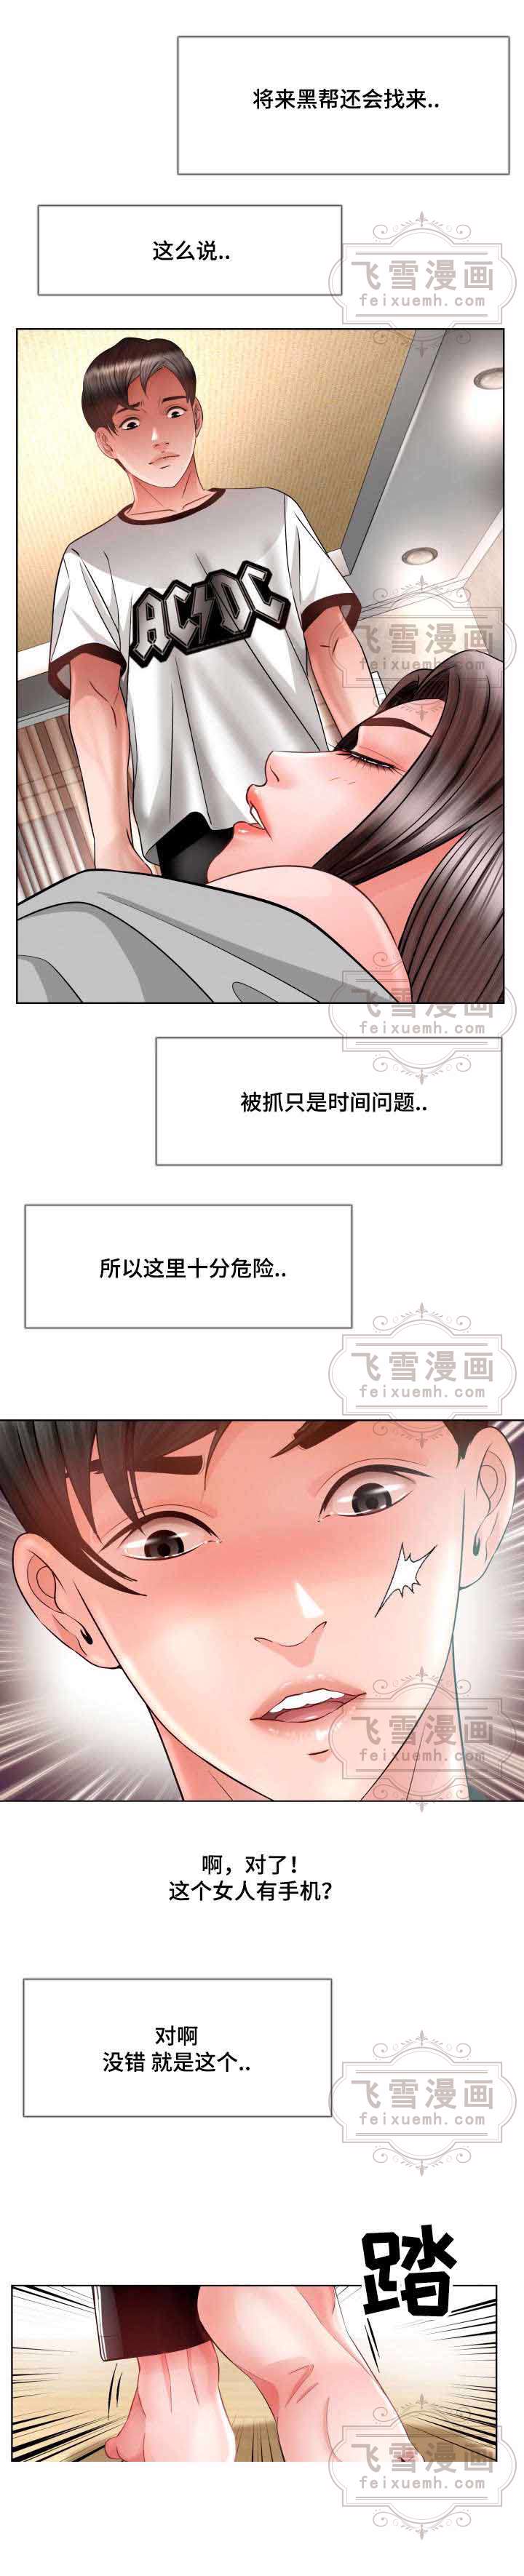 将来黑帮还会找来..
这么说..
飞雪漫画
feixuemh.com
AC DC
飞雪漫画
feixuemh.com
飞雪漫画
feixuemh.com
被抓只是时间问题..
所以这里十分危险..
飞雪漫画
feixuemh.com
飞雪漫画
feixuemh.com
啊，对了！
这个女人有手机？
对啊
没错 就是这个..
飞雪漫画
feixuemh.com
踏
飞雪漫画
feixuemh.com